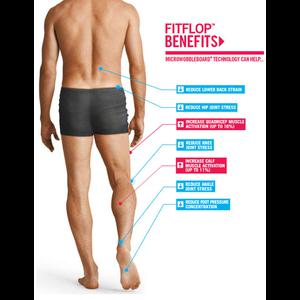 FITFLOP™
BENEFITS
MICROWOBBLEBOARD® TECHNOLOGY CAN HELP...
REDUCE LOWER BACK STRAIN
REDUCE HIP JOINT STRESS
INCREASE QUADRICEP MUSCLE
ACTIVATION (UP TO 16%)
REDUCE KNEE
JOINT STRESS
INCREASE CALF
MUSCLE ACTIVATION
(UP TO 11%)
REDUCE ANKLE
JOINT STRESS
REDUCE FOOT PRESSURE
CONCENTRATION